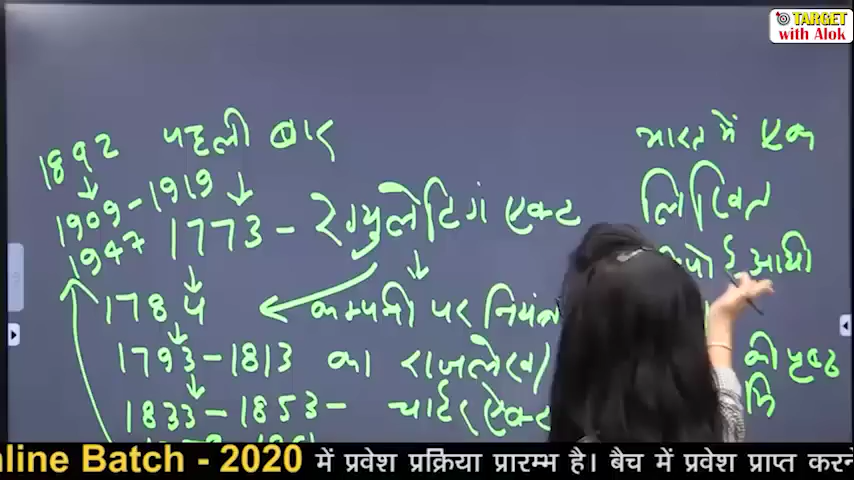 TARGET
with Alok
1892 पहली बार
1909-1919
1947 1773 - रेग्युलेटिंग एक्ट
कम्पनी पर
1793-1813 का राजलेख
1833-1853- चार्टर ऐक्ट
भारत में एक
लिखित
आयी
की पृष्ठ
nline Batch - 2020 में प्रवेश प्रक्रिया प्रारम्भ है। बैच में प्रवेश प्राप्त करने